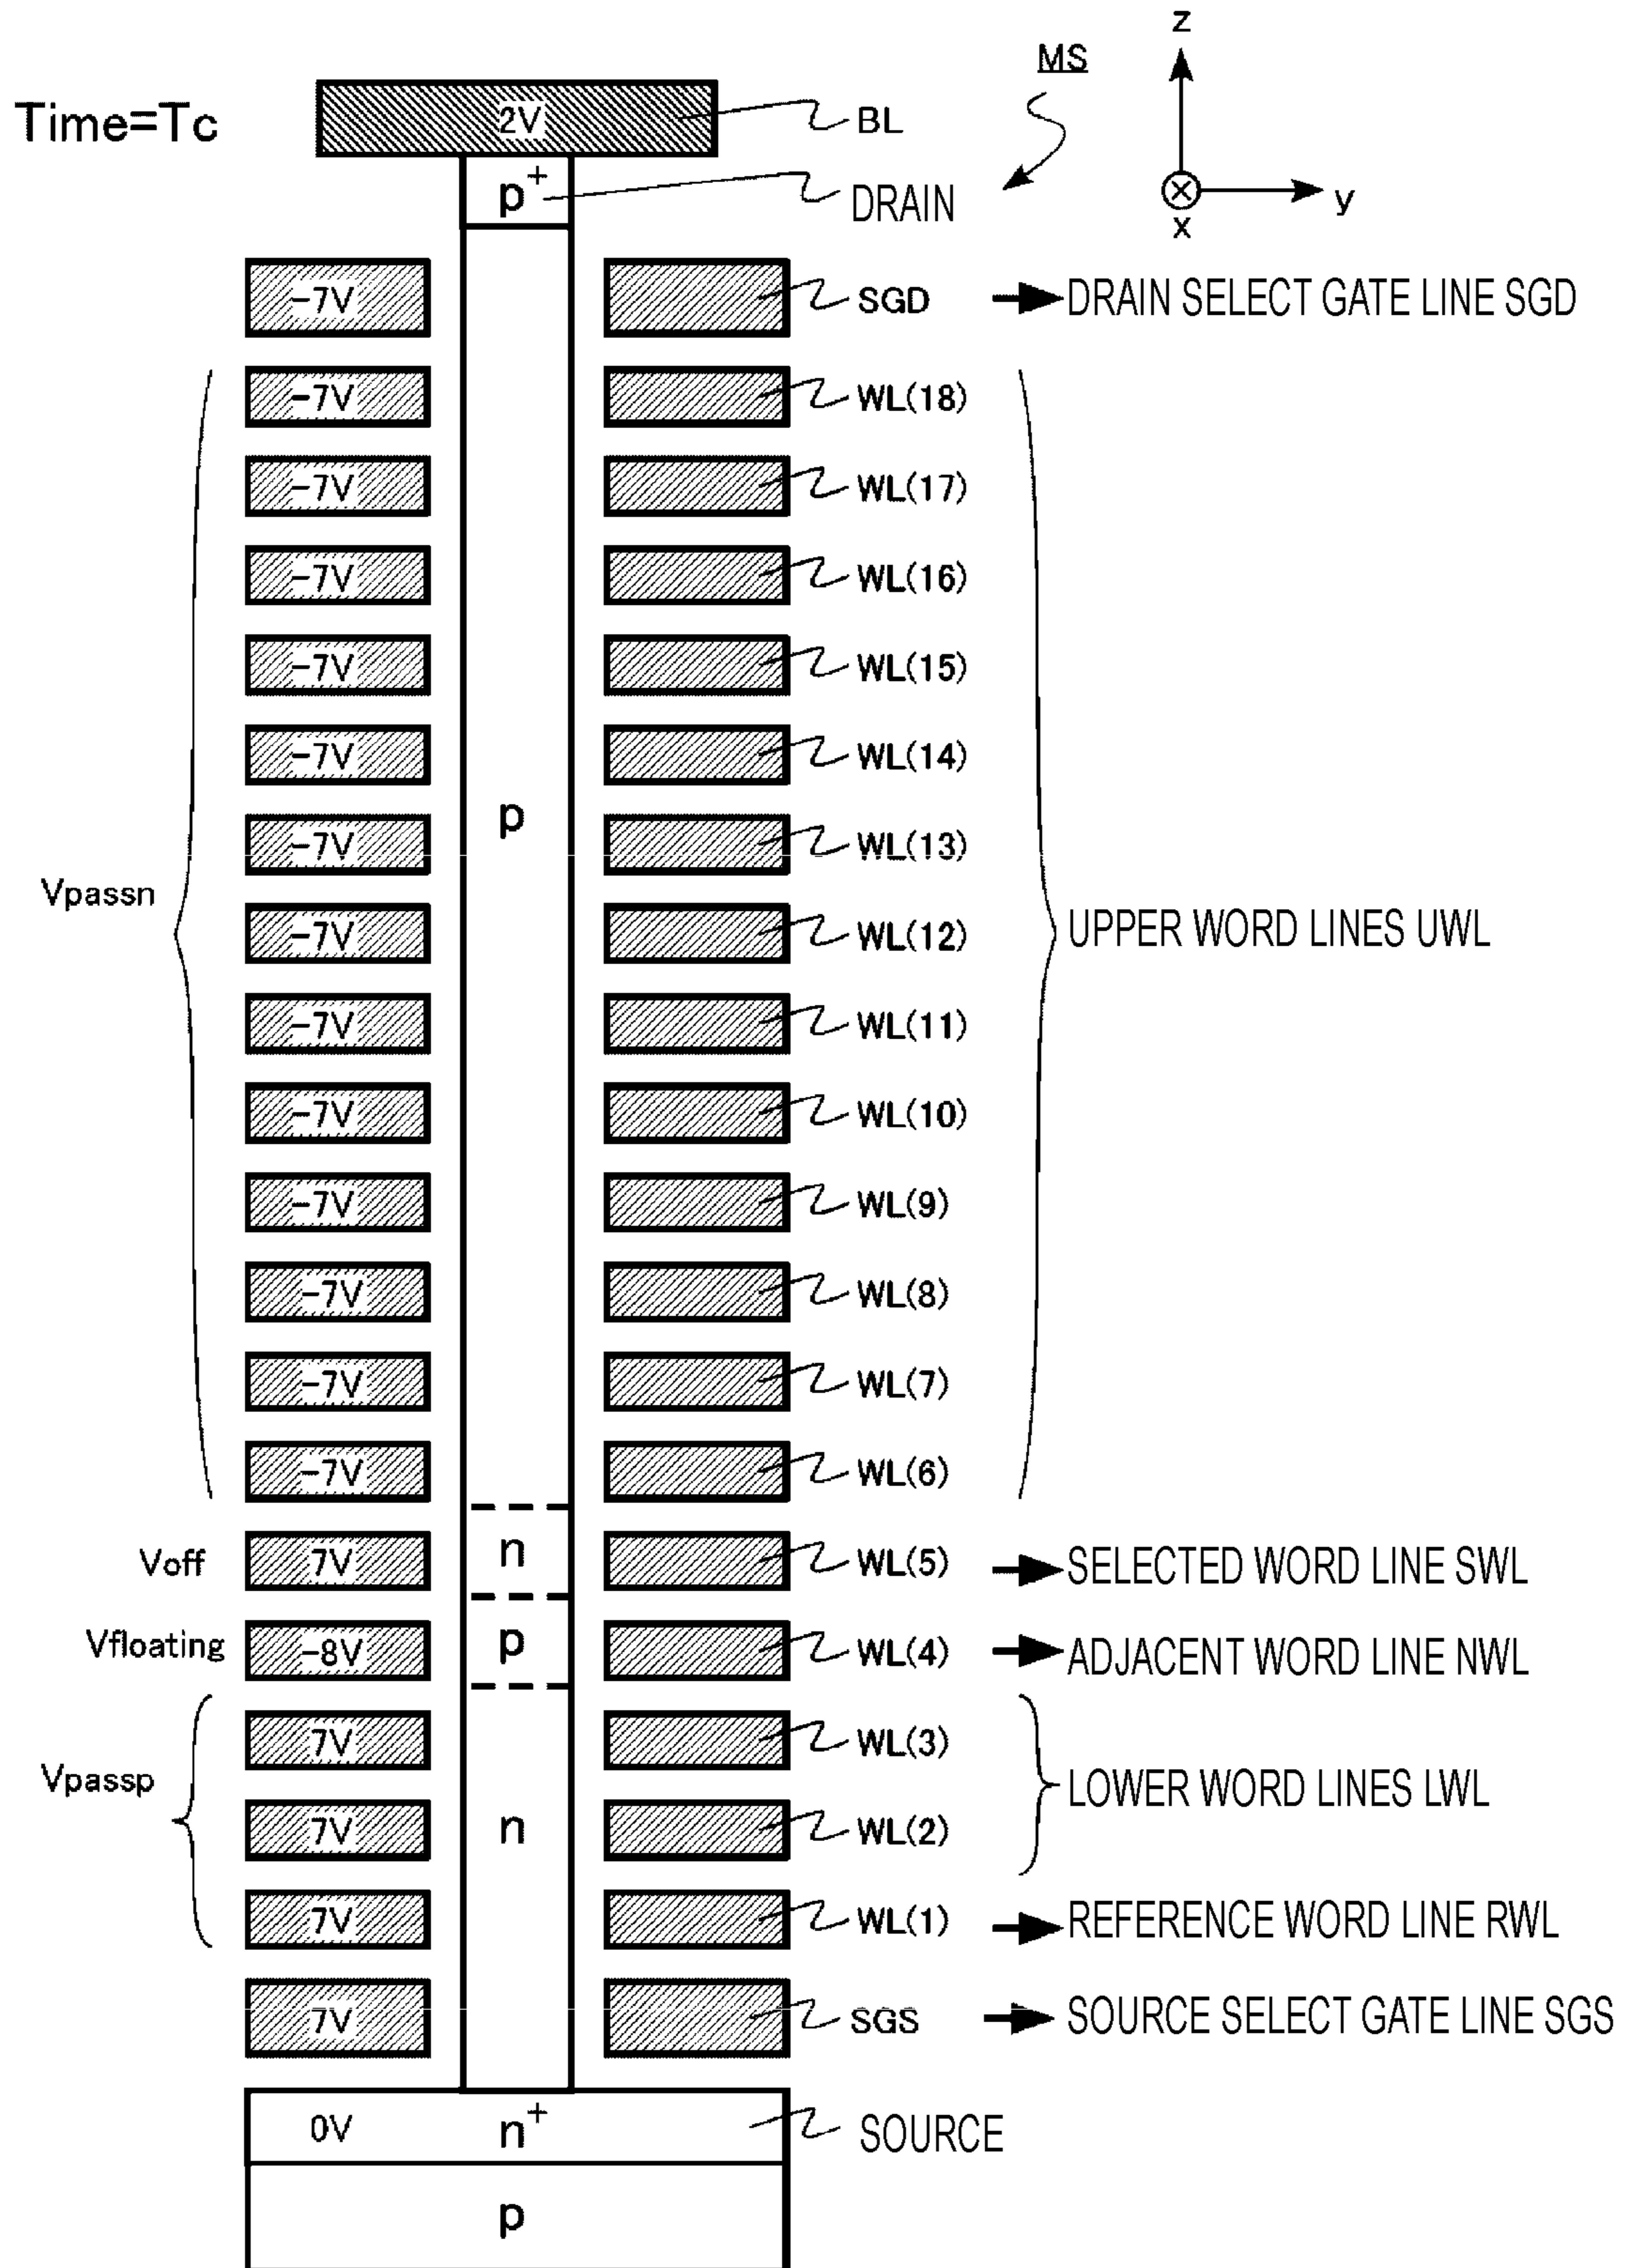 z
MS
Time=Tc
2V
BL
p+
DRAIN
x
y
-7V
SGD
DRAIN SELECT GATE LINE SGD
-7V
WL(18)
-7V
WL(17)
-7V
WL(16)
-7V
WL(15)
-7V
WL(14)
p
-7V
WL(13)
Vpassn
-7V
WL(12)
UPPER WORD LINES UWL
-7V
WL(11)
-7V
WL(10)
-7V
WL(9)
-7V
WL(8)
-7V
WL(7)
-7V
WL(6)
Voff
7V
n
WL(5)
SELECTED WORD LINE SWL
Vfloating
-8V
p
WL(4)
ADJACENT WORD LINE NWL
7V
WL(3)
Vpassp
LOWER WORD LINES LWL
7V
n
WL(2)
7V
WL(1)
REFERENCE WORD LINE RWL
7V
SGS
SOURCE SELECT GATE LINE SGS
0V
n+
SOURCE
p